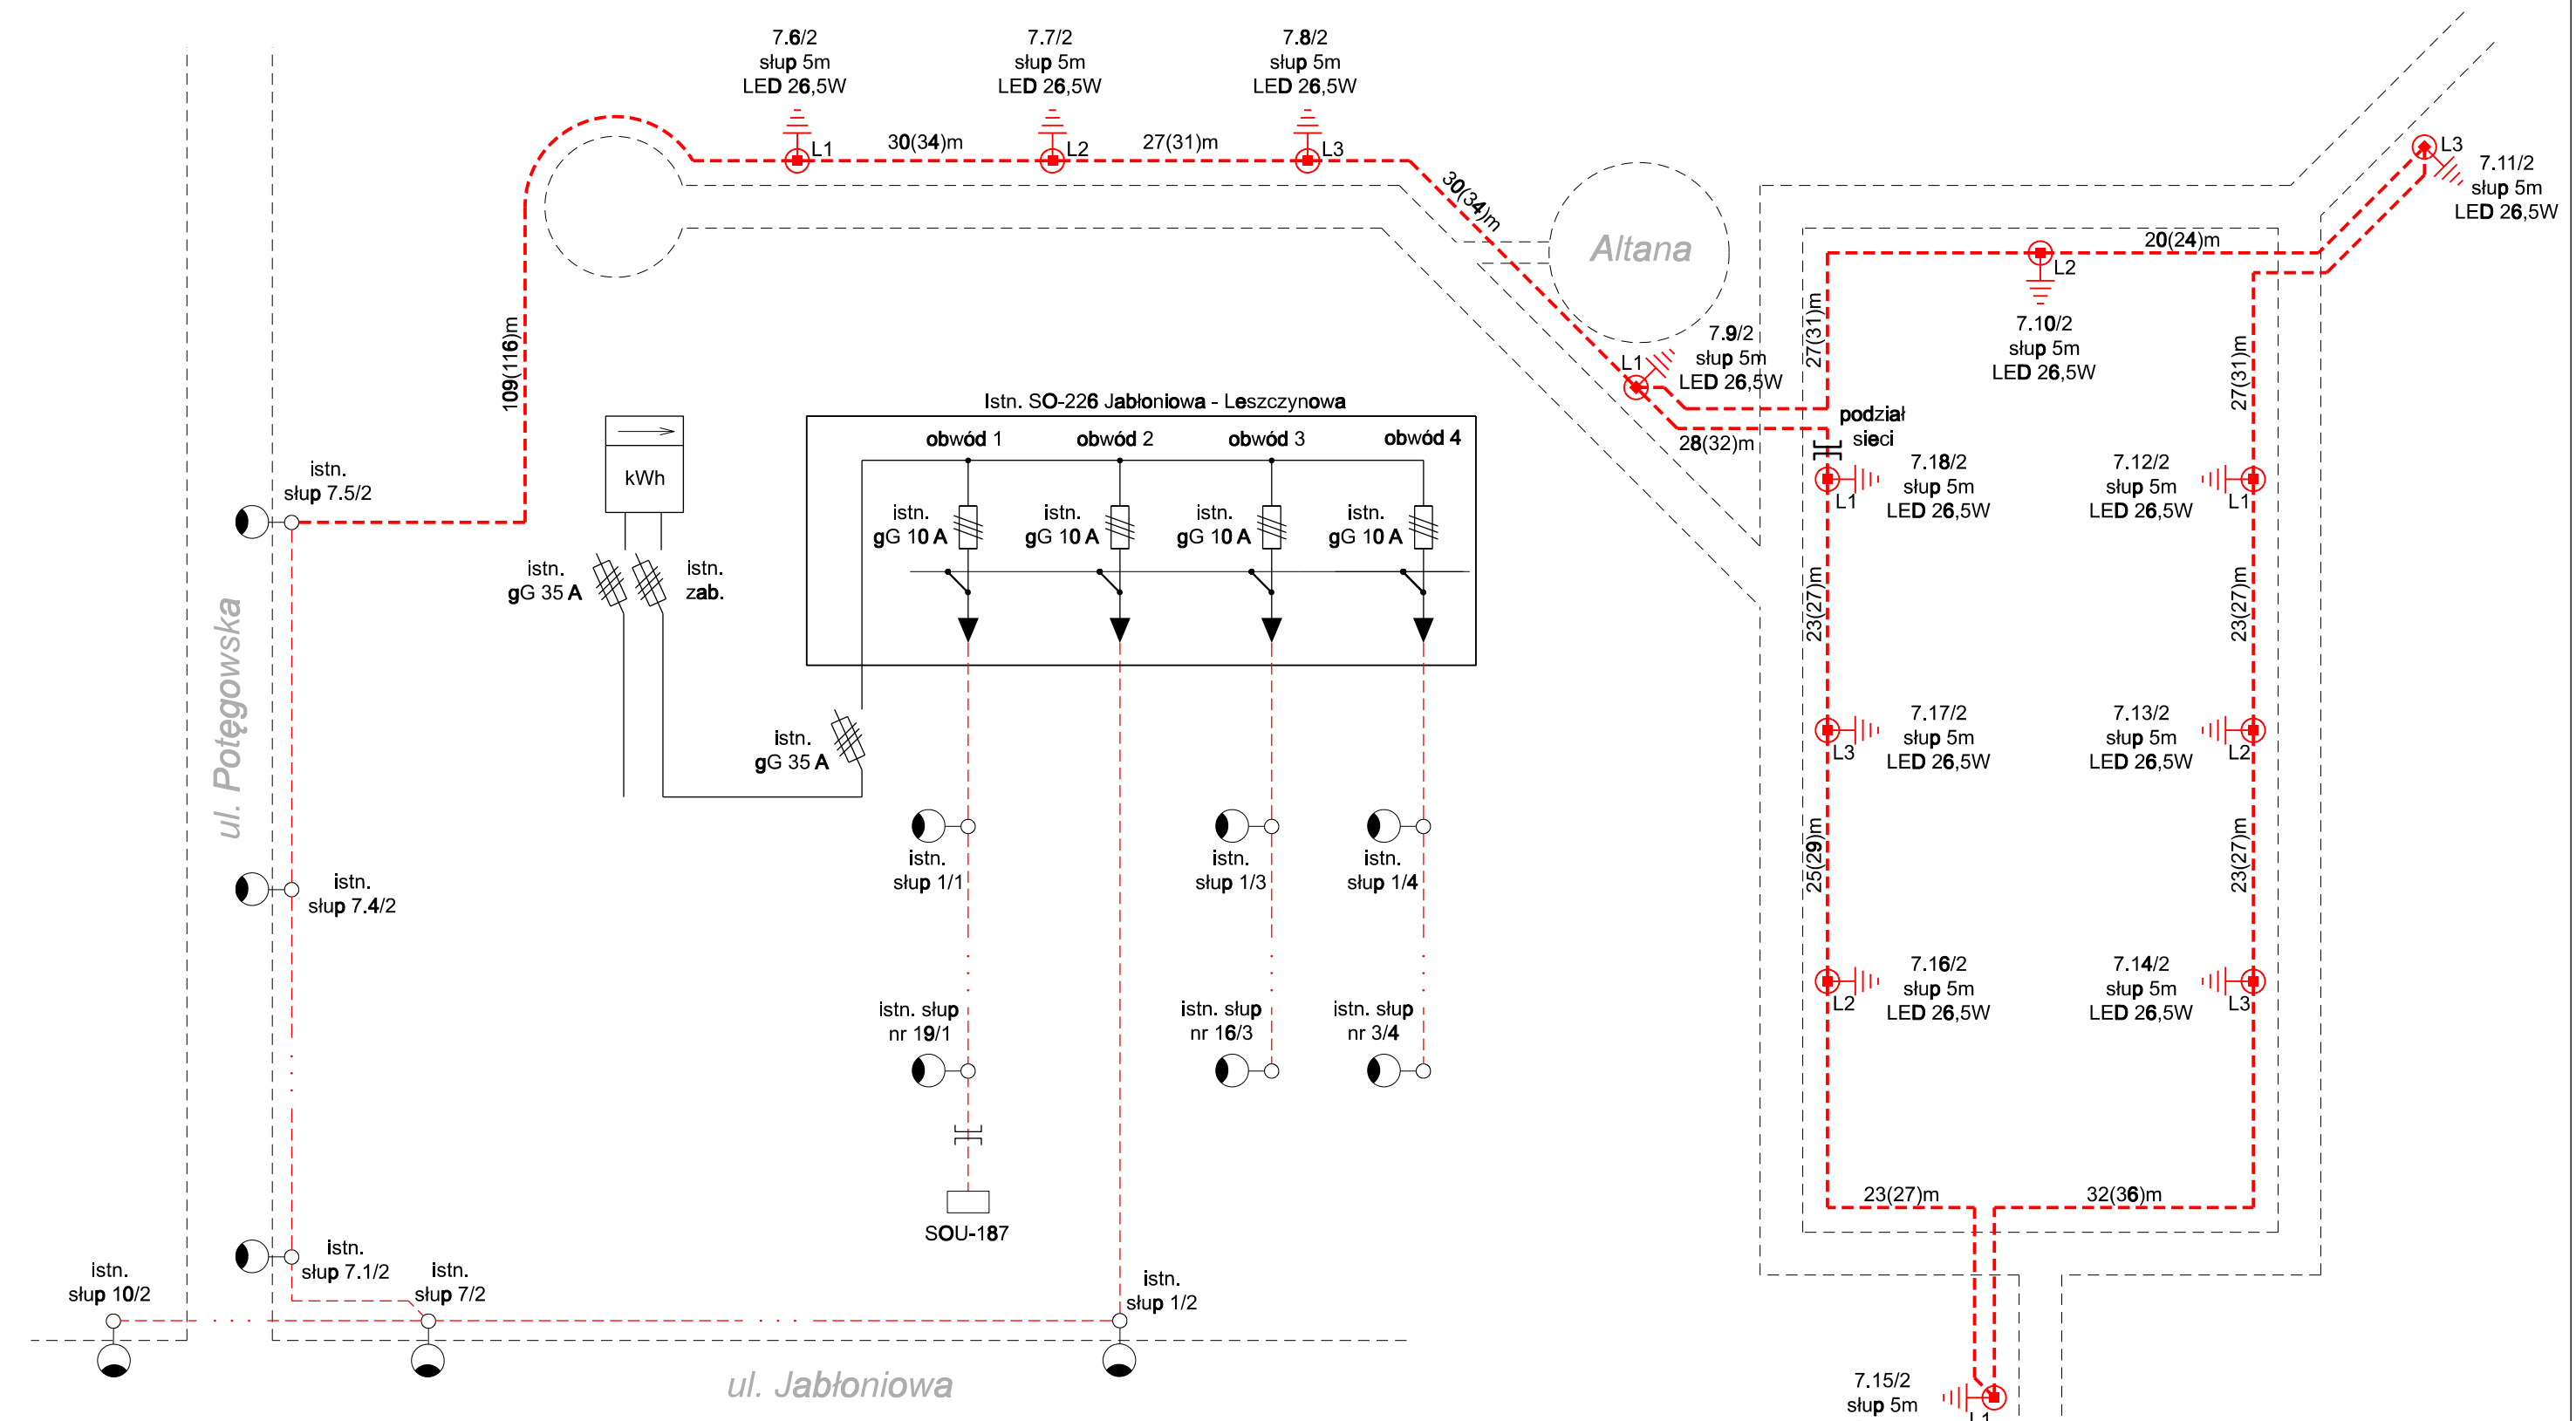 7.6/2
słup 5m
LED 26,5W
7.7/2
słup 5m
LED 26,5W
7.8/2
słup 5m
LED 26,5W
L1
30(34)m
L2
27(31)m
L3
30(34)m
Altana
L3
7.11/2
słup 5m
LED 26,5W
20(24)m
L2
7.10/2
słup 5m
LED 26,5W
27(31)m
27(31)m
109(116)m
7.9/2
słup 5m
LED 26,5W
L1
28(32)m
podział
sieci
Istn. SO-226 Jabłoniowa - Leszczynowa
obwód 1
obwód 2
obwód 3
obwód 4
istn.
gG 10 A
istn.
gG 10 A
istn.
gG 10 A
istn.
gG 10 A
kWh
istn.
gG 35 A
istn.
zab.
istn.
gG 35 A
istn.
słup 7.5/2
ul. Potęgowska
istn.
słup 7.4/2
7.18/2
słup 5m
LED 26,5W
L1
7.12/2
słup 5m
LED 26,5W
L1
23(27)m
23(27)m
7.17/2
słup 5m
LED 26,5W
L3
7.13/2
słup 5m
LED 26,5W
L2
25(29)m
23(27)m
7.16/2
słup 5m
LED 26,5W
L2
7.14/2
słup 5m
LED 26,5W
L3
istn.
słup 1/1
istn.
słup 1/3
istn.
słup 1/4
istn. słup
nr 19/1
istn. słup
nr 16/3
istn. słup
nr 3/4
SOU-187
23(27)m
32(36)m
istn.
słup 10/2
istn.
słup 7.1/2
istn.
słup 7/2
istn.
słup 1/2
ul. Jabłoniowa
7.15/2
słup 5m
L1